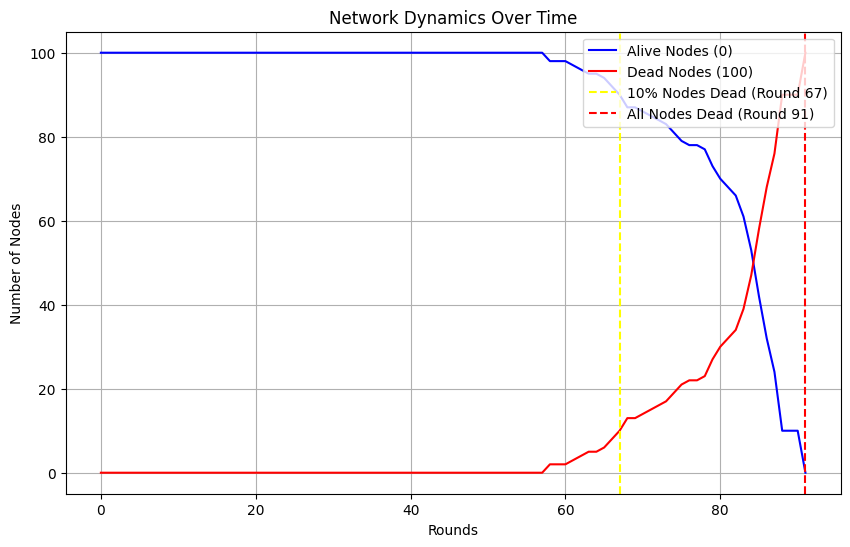 Network Dynamics Over Time
Alive Nodes (0)
Dead Nodes (100)
10% Nodes Dead (Round 67)
All Nodes Dead (Round 91)
100
80
60
40
20
0
Number of Nodes
0 20 40 60 80
Rounds